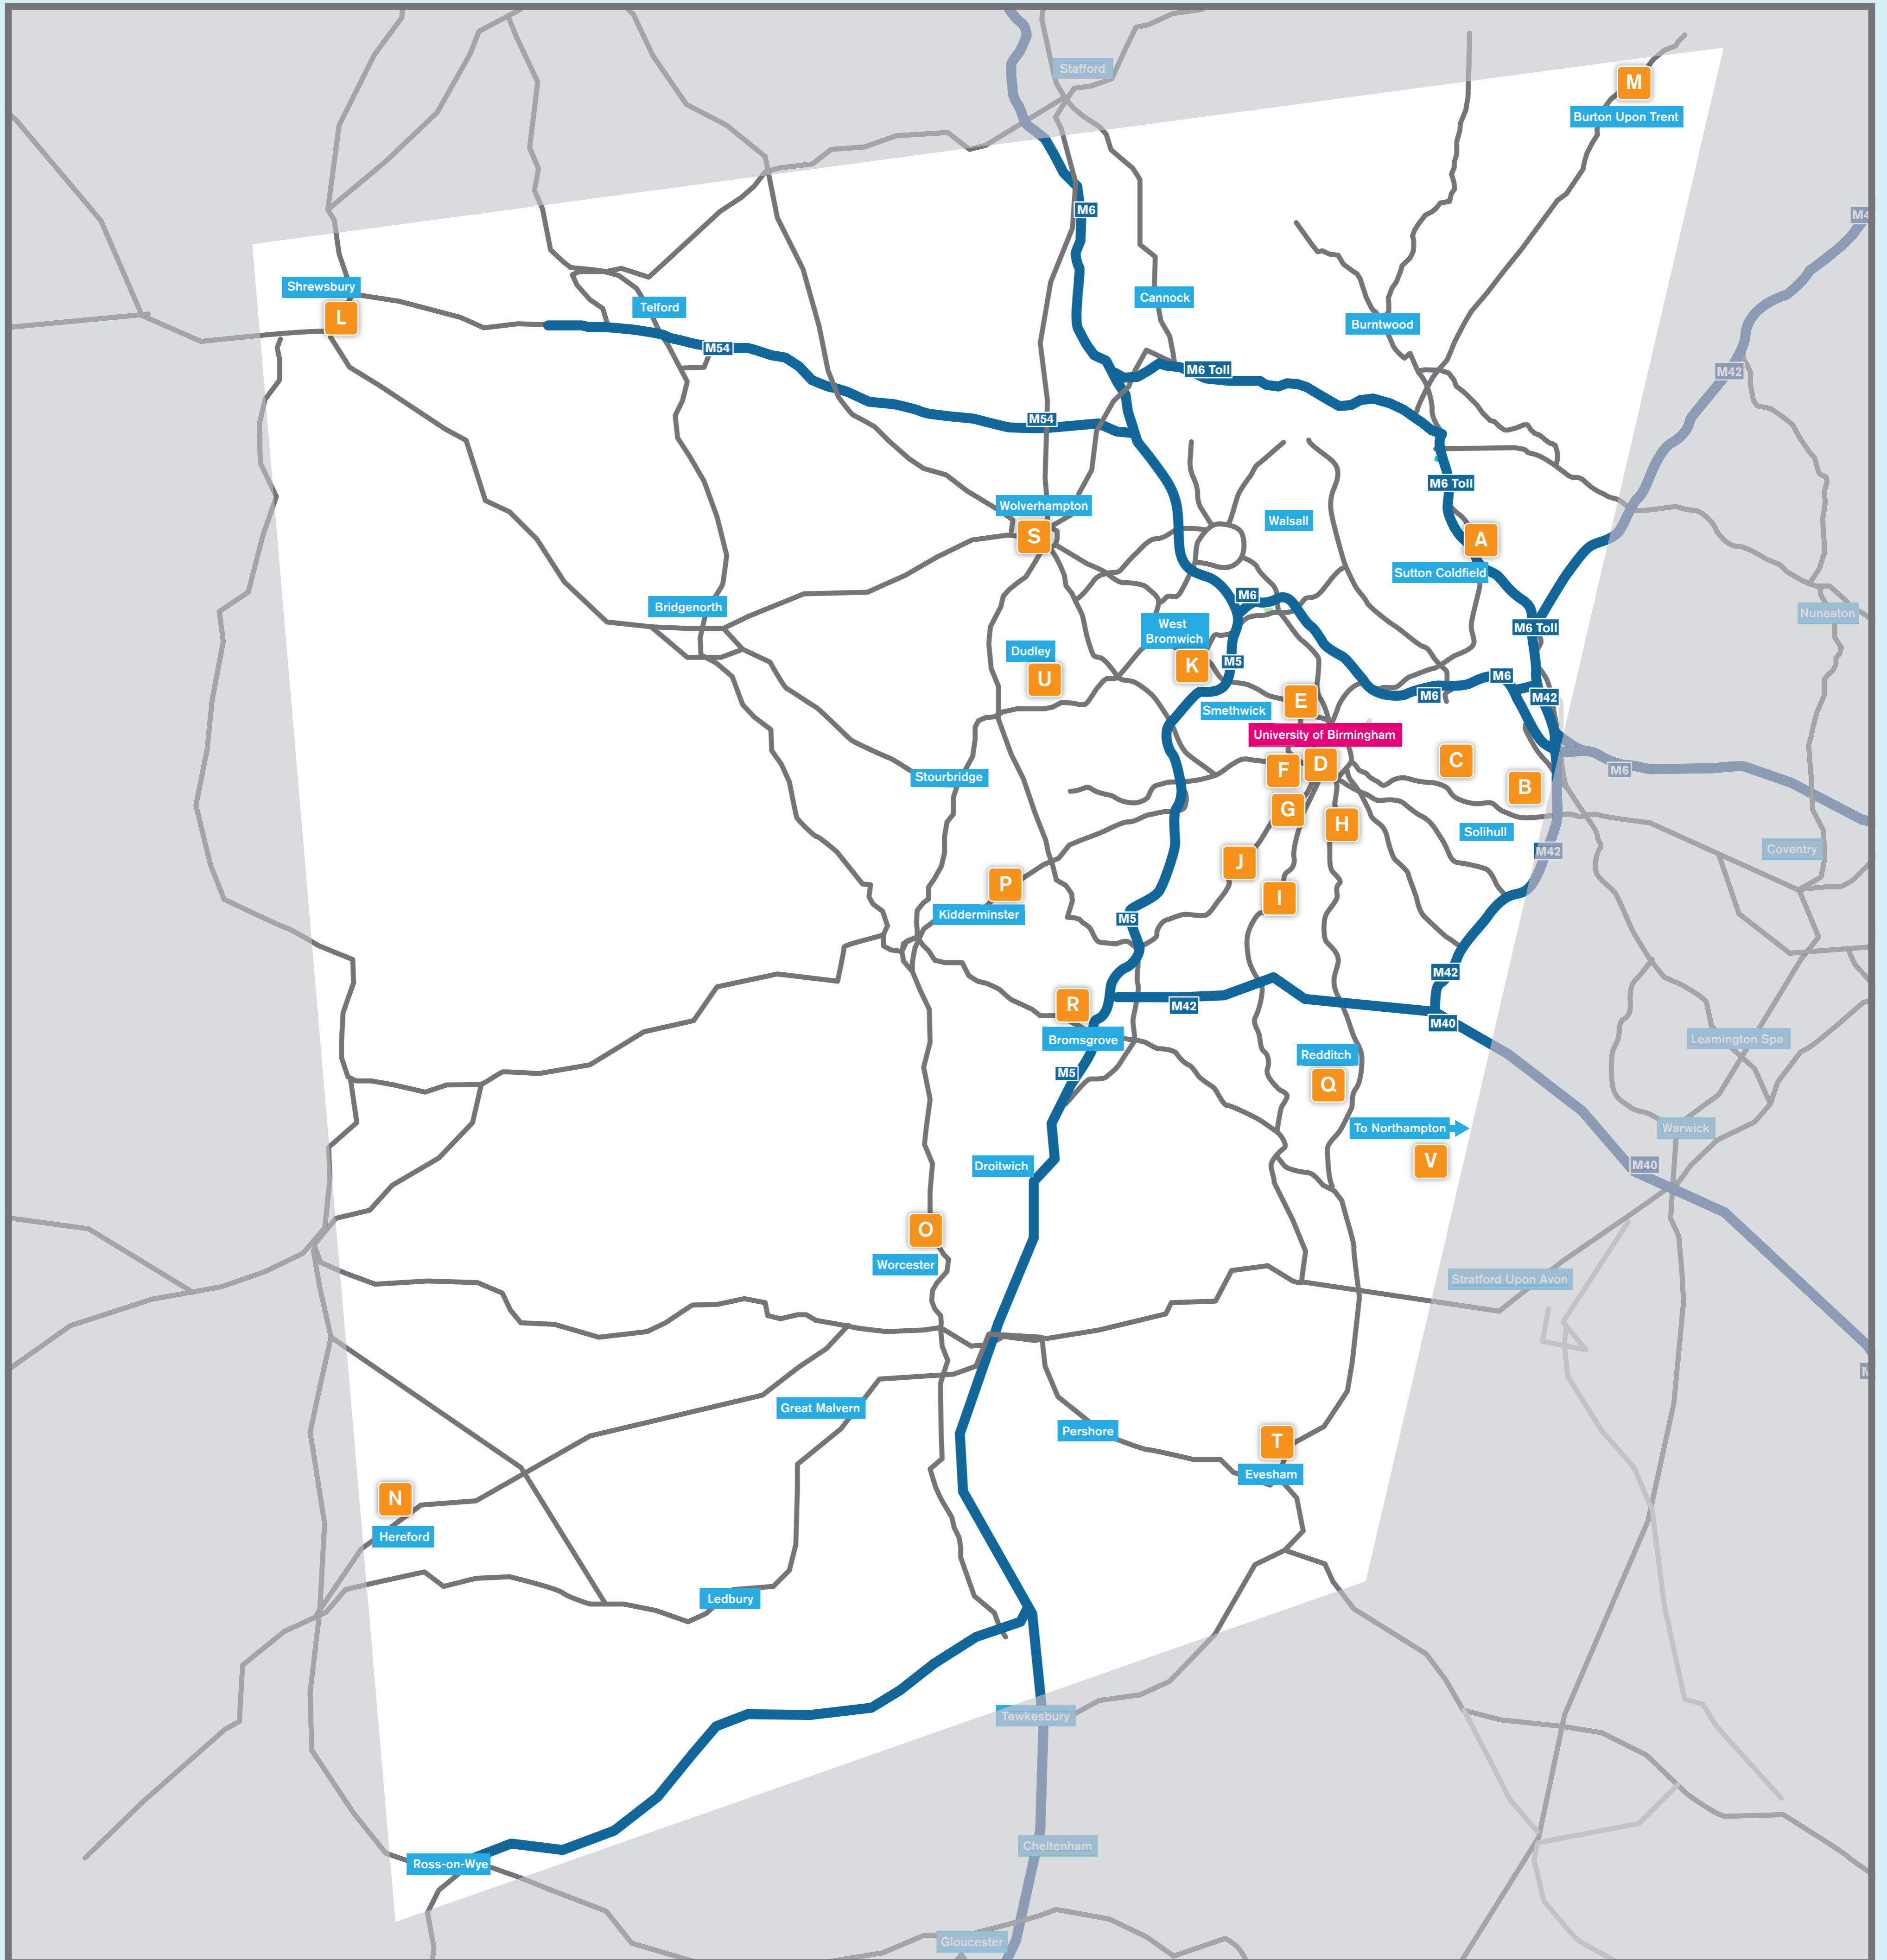 Stafford
M
Burton Upon Trent
M6
M4
Shrewsbury
L
Telford
Cannock
Burntwood
M54
M6 Toll
M42
M54
M6 Toll
Wolverhampton
S
Walsall
A
Sutton Coldfield
M6
Bridgenorth
Nuneaton
West
Bromwich
M6 Toll
Dudley
U
K
M5
M6
M6
M42
E
Smethwick
University of Birmingham
F
D
C
B
M6
Stourbridge
G
H
Solihull
M42
Coventry
J
P
I
Kidderminster
M5
M42
R
M42
M40
Bromsgrove
Leamington Spa
Redditch
Q
M5
To Northampton
Warwick
V
Droitwich
M40
O
Worcester
Stratford Upon Avon
M
Great Malvern
Pershore
T
Evesham
N
Hereford
Ledbury
Tewkesbury
Cheltenham
Ross-on-Wye
Gloucester